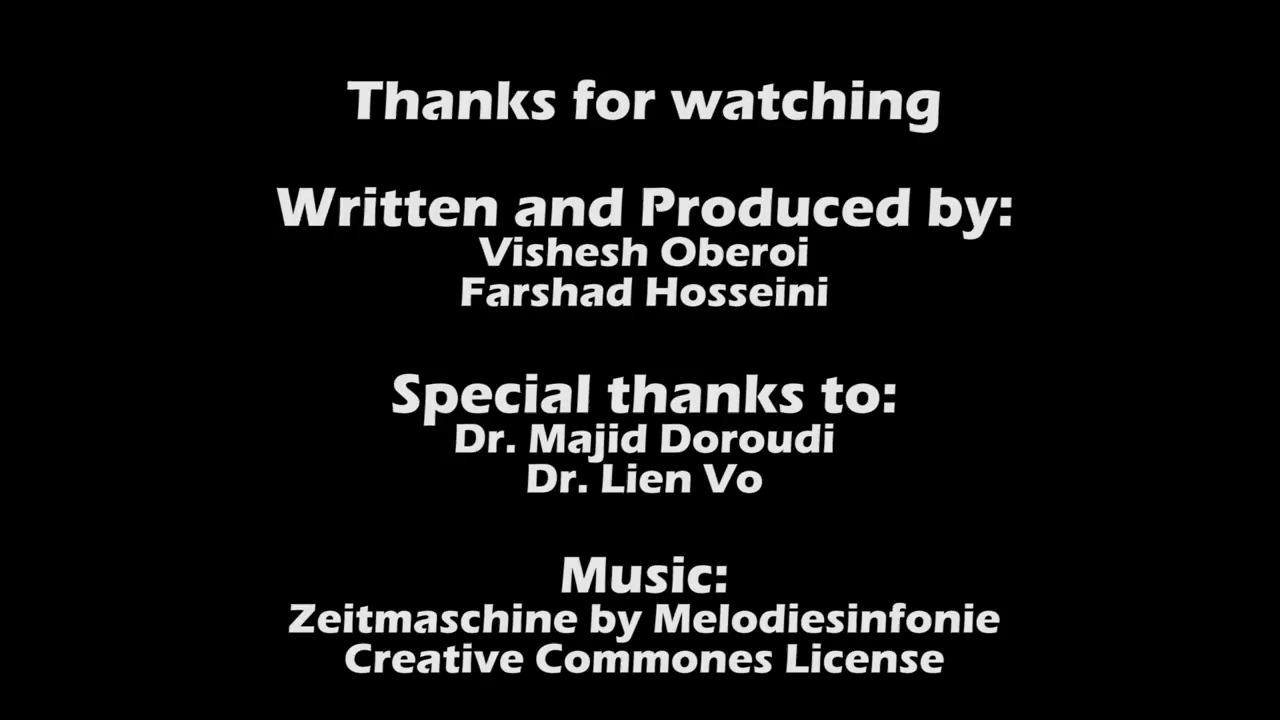 Thanks for watching
Written and Produced by:
Vishesh Oberoi
Farshad Hosseini
Special thanks to:
Dr. Majid Doroudi
Dr. Lien Vo
Music:
Zeitmaschine by Melodiesinfonie
Creative Commones License